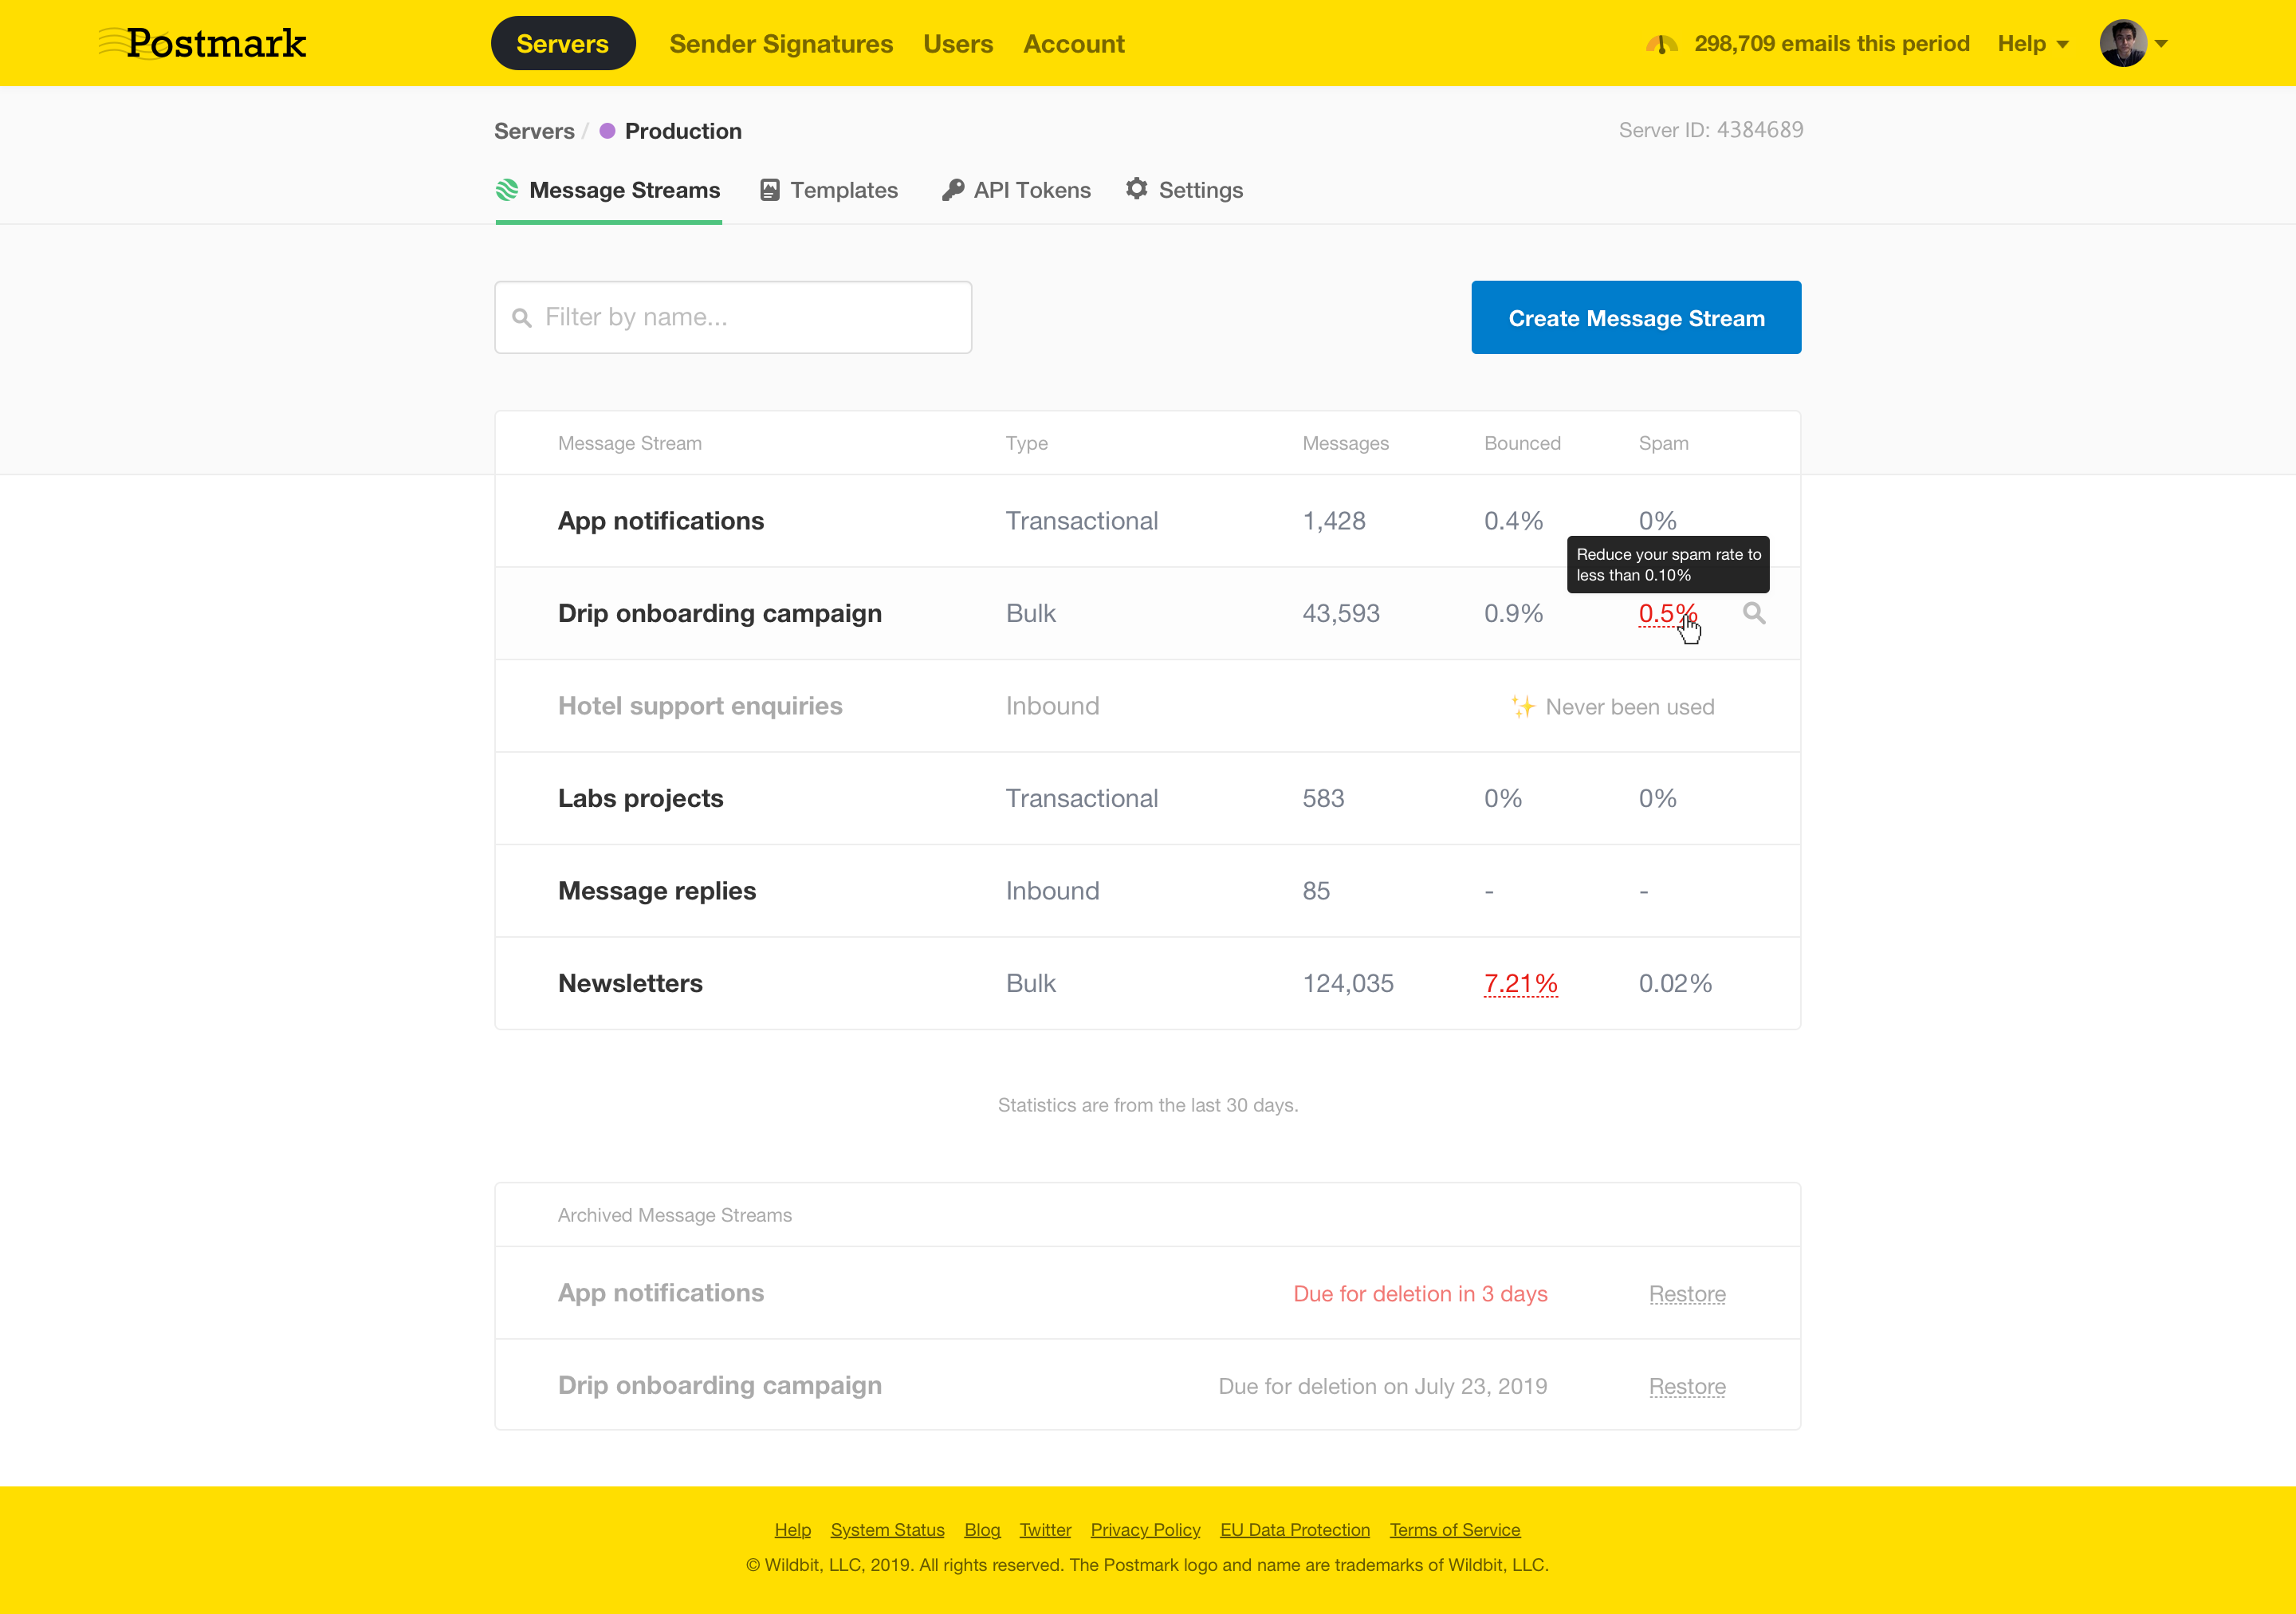 Postmark
Servers Sender Signatures Users Account
298,709 emails this period Help
Servers / Production
Server ID: 4384689
Message Streams Templates API Tokens Settings
Filter by name...
Create Message Stream
Message Stream Type Messages Bounced Spam
App notifications Transactional 1,428 0.4% 0%
Reduce your spam rate to
less than 0.10%
Drip onboarding campaign Bulk 43,593 0.9% 0.5%
Hotel support enquiries Inbound ✨ Never been used
Labs projects Transactional 583 0% 0%
Message replies Inbound 85 - -
Newsletters Bulk 124,035 7.21% 0.02%
Statistics are from the last 30 days.
Archived Message Streams
App notifications Due for deletion in 3 days Restore
Drip onboarding campaign Due for deletion on July 23, 2019 Restore
Help System Status Blog Twitter Privacy Policy EU Data Protection Terms of Service
© Wildbit, LLC, 2019. All rights reserved. The Postmark logo and name are trademarks of Wildbit, LLC.